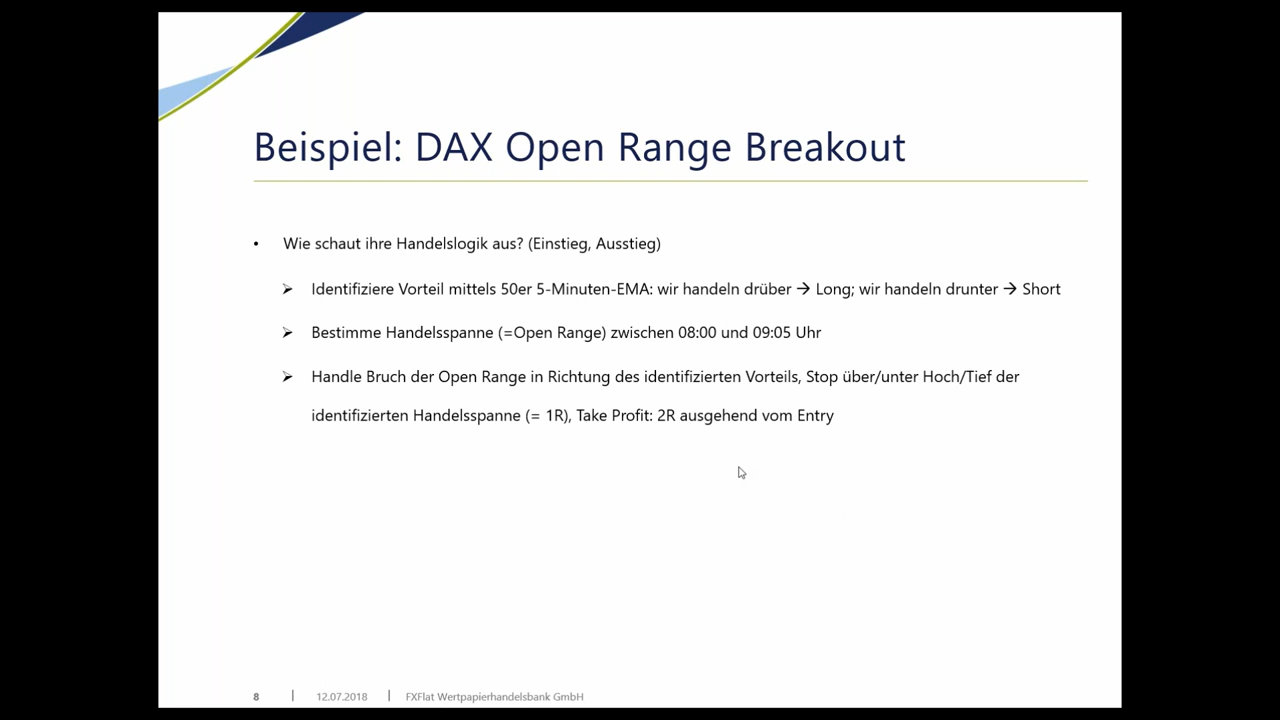 Beispiel: DAX Open Range Breakout
• Wie schaut ihre Handelslogik aus? (Einstieg, Ausstieg)
➢ Identifiziere Vorteil mittels 50er 5-Minuten-EMA: wir handeln drüber → Long; wir handeln drunter → Short
➢ Bestimme Handelsspanne (=Open Range) zwischen 08:00 und 09:05 Uhr
➢ Handle Bruch der Open Range in Richtung des identifizierten Vorteils, Stop über/unter Hoch/Tief der
identifizierten Handelsspanne (= 1R), Take Profit: 2R ausgehend vom Entry
8 | 12.07.2018 | FXFlat Wertpapierhandelsbank GmbH